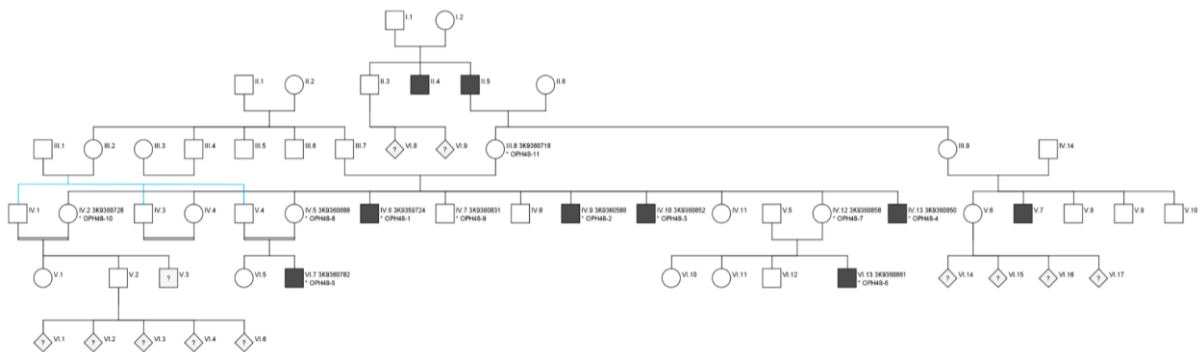 I.1
I.2
II.1
II.2
II.3
II.4
II.5
II.6
III.1
III.2
III.3
III.4
III.5
III.6
III.7
? VI.8
? VI.9
III.8 3K9360718
* OPH48-11
III.9
IV.14
IV.1
IV.2 3K9360728
* OPH48-10
IV.3
IV.4
V.4
* OPH48-8
IV.6 3K9359724
* OPH48-1
IV.7 3K9360831
* OPH48-9
IV.8
IV.9 3K9360588
* OPH48-2
IV.10 3K9360852
* OPH48-3
IV.11
V.5
IV.12 3K9360858
* OPH48-7
IV.13 3K9360850
* OPH48-4
V.6
V.7
V.8
V.9
V.10
V.1
V.2
? V.3
VI.5
VI.7 3K9360782
* OPH48-5
VI.10
VI.11
VI.12
VI.13 3K9360861
* OPH48-6
? VI.14
? VI.15
? VI.16
? VI.17
? VI.1
? VI.2
? VI.3
? VI.4
? VI.6